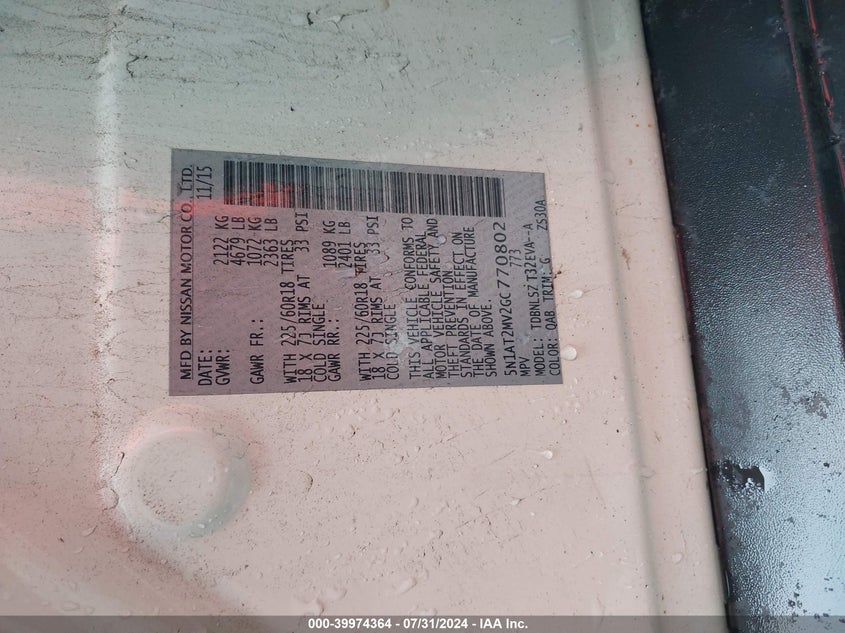 MFD BY NISSAN MOTOR CO., LTD.
DATE: 11/15
GVWR: 2122 KG
4679 LB
GAWR FR.: 1072 KG
2363 LB
WITH 225/60R18 TIRES
18 X 7J RIMS AT 33 PSI
COLD SINGLE
GAWR RR.: 1089 KG
2401 LB
WITH 225/60R18 TIRES
18 X 7J RIMS AT 33 PSI
COLD SINGLE
THIS VEHICLE CONFORMS TO
ALL APPLICABLE FEDERAL
MOTOR VEHICLE SAFETY AND
THEFT PREVENTION
STANDARDS IN EFFECT ON
THE DATE OF MANUFACTURE
SHOWN ABOVE.
5N1AT2MV2GC770802
MPV 773
MODEL: TDBNLS7 T32EVA--A
COLOR: QAB TRIM: G ZS30A
000-39974364 - 07/31/2024 - IAA Inc.